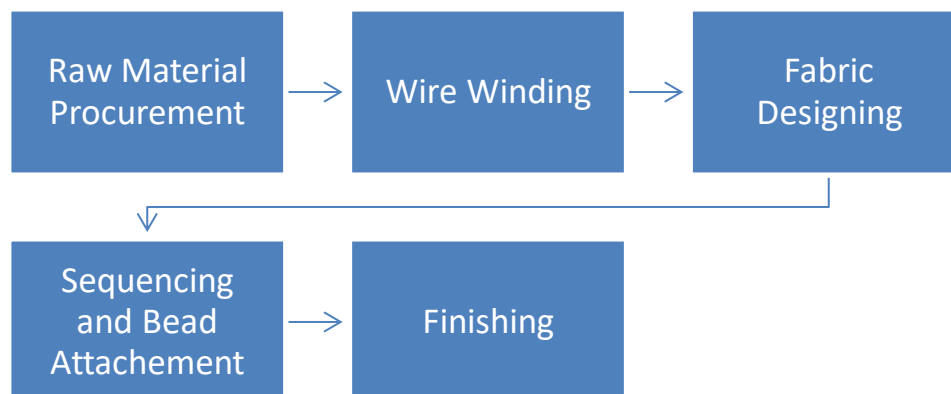 Raw Material
Procurement
Wire Winding
Fabric
Designing
Sequencing
and Bead
Attachement
Finishing